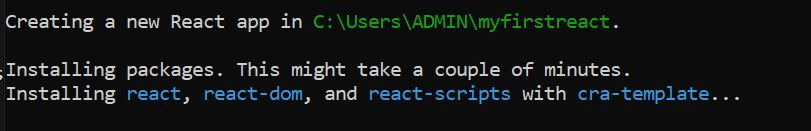 Creating a new React app in C:\Users\ADMIN\myfirstreact.
Installing packages. This might take a couple of minutes.
Installing react, react-dom, and react-scripts with cra-template...